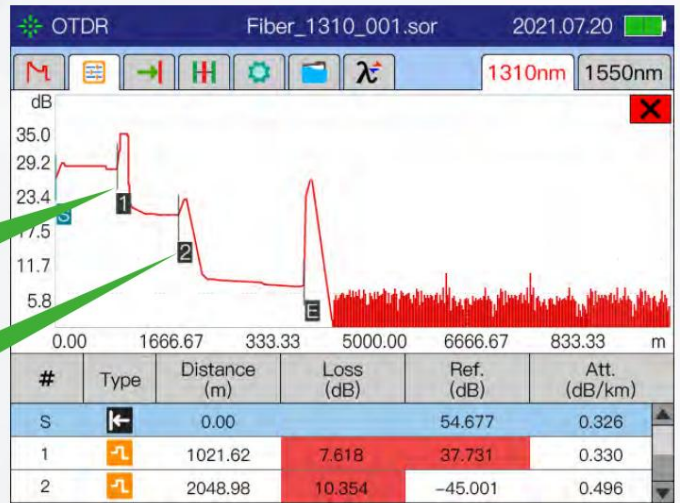 OTDR Fiber_1310_001.sor 2021.07.20
λ 1310nm 1550nm
dB
35.0
29.2
23.4
S 1
17.5
2
11.7
5.8 E
0.00 1666.67 333.33 5000.00 6666.67 833.33 m
# Type Distance (m) Loss (dB) Ref. (dB) Att. (dB/km)
S 0.00 54.677 0.326
1 1021.62 7.618 37.731 0.330
2 2048.98 10.354 -45.001 0.496